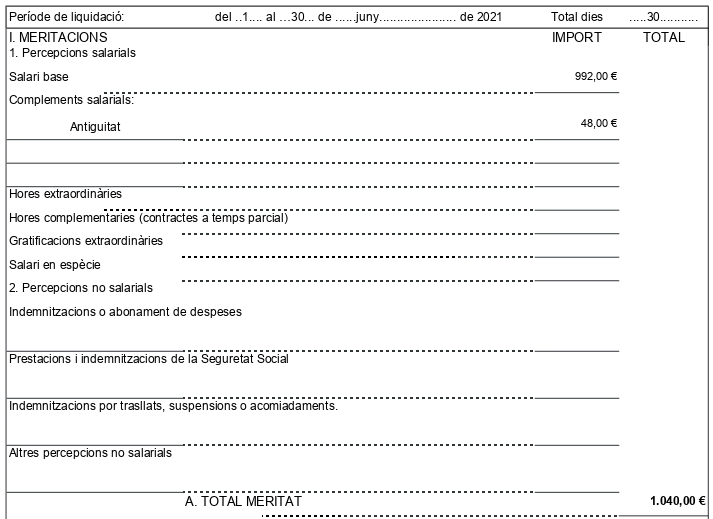 Període de liquidació: del ..1.... al ...30... de ......juny....................... de 2021 Total dies .....30...........
I. MERITACIONS IMPORT TOTAL
1. Percepcions salarials
Salari base 992,00 €
Complements salarials:
Antiguitat 48,00 €
Hores extraordinàries
Hores complementaries (contractes a temps parcial)
Gratificacions extraordinàries
Salari en espècie
2. Percepcions no salarials
Indemnitzacions o abonament de despeses
Prestacions i indemnitzacions de la Seguretat Social
Indemnitzacions por trasllats, suspensions o acomiadaments.
Altres percepcions no salarials
A. TOTAL MERITAT 1.040,00 €